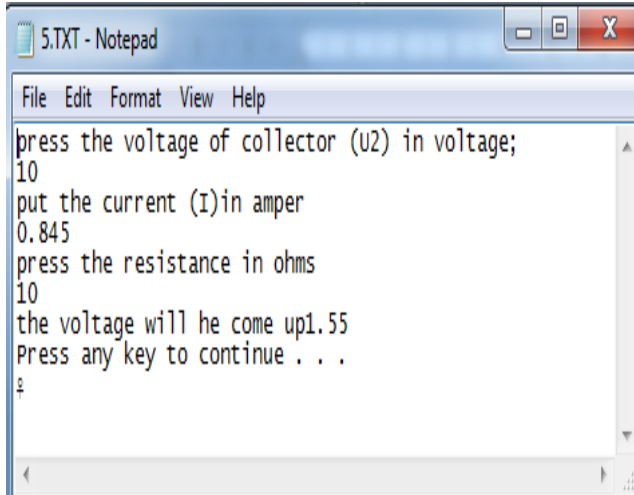 5.TXT - Notepad
File Edit Format View Help
press the voltage of collector (U2) in voltage;
10
put the current (I)in amper
0.845
press the resistance in ohms
10
the voltage will he come up1.55
Press any key to continue . . .